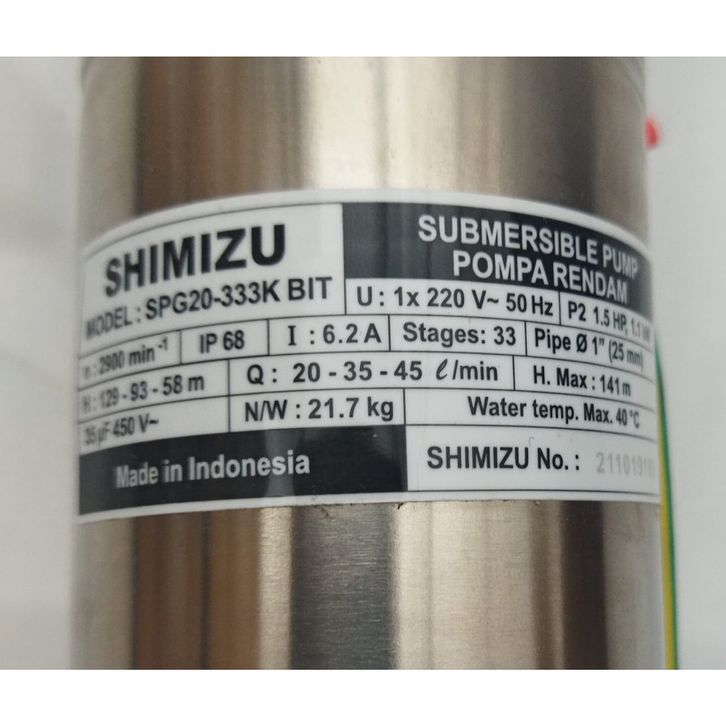 SHIMIZU
MODEL : SPG20-333K BIT
SUBMERSIBLE PUMP
POMPA RENDAM
U : 1x 220 V~ 50 Hz
P2 1.5 HP, 1.1 kW
n : 2900 min⁻¹
IP 68
I : 6.2 A
Stages: 33
Pipe Ø 1" (25 mm)
H : 129 - 93 - 58 m
Q : 20 - 35 - 45 ℓ/min
H. Max : 141 m
35 µF 450 V~
N/W : 21.7 kg
Water temp. Max. 40 °C
Made in Indonesia
SHIMIZU No. :